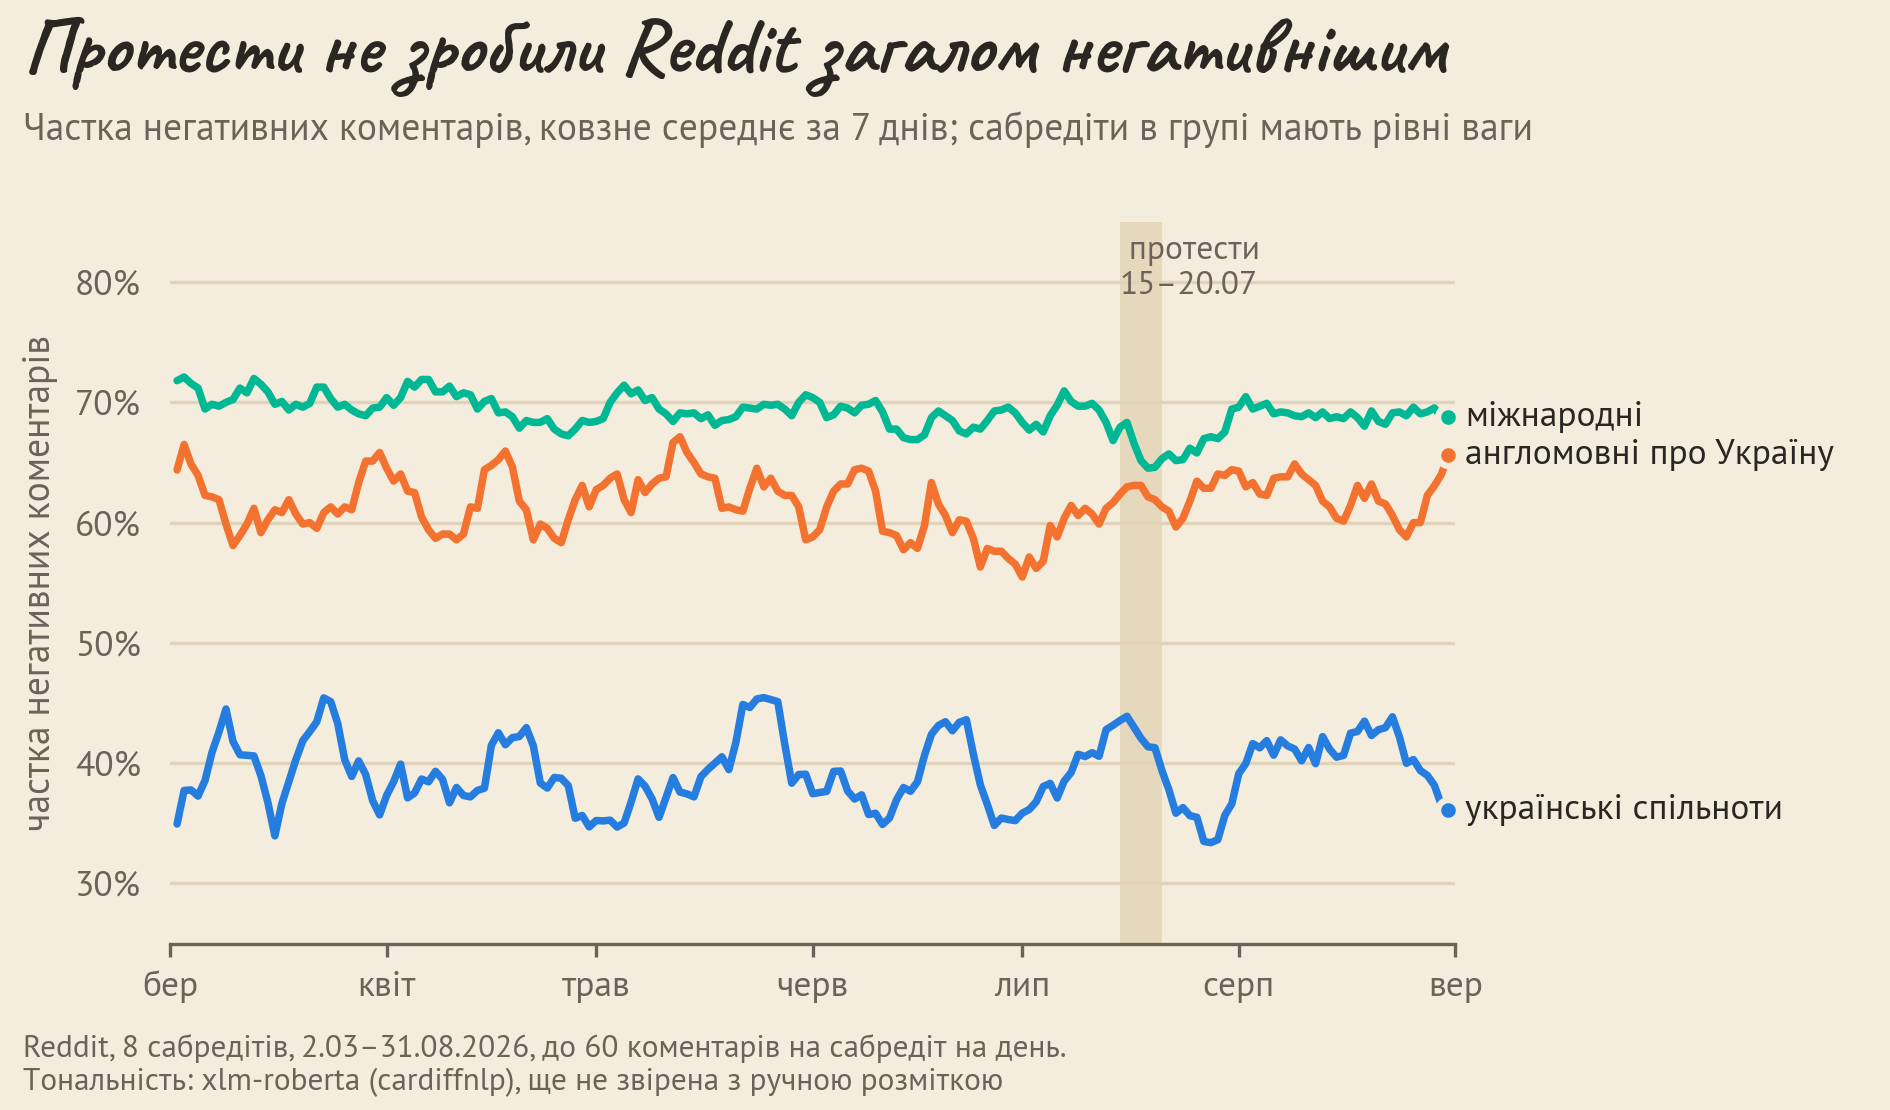 Протести не зробили Reddit загалом негативнішим
Частка негативних коментарів, ковзне середнє за 7 днів; сабредіти в групі мають рівні ваги
частка негативних коментарів
протести
15–20.07
80%
70%
60%
50%
40%
30%
міжнародні
англомовні про Україну
українські спільноти
бер
квіт
трав
черв
лип
серп
вер
Reddit, 8 сабредітів, 2.03–31.08.2026, до 60 коментарів на сабредіт на день.
Тональність: xlm-roberta (cardiffnlp), ще не звірена з ручною розміткою